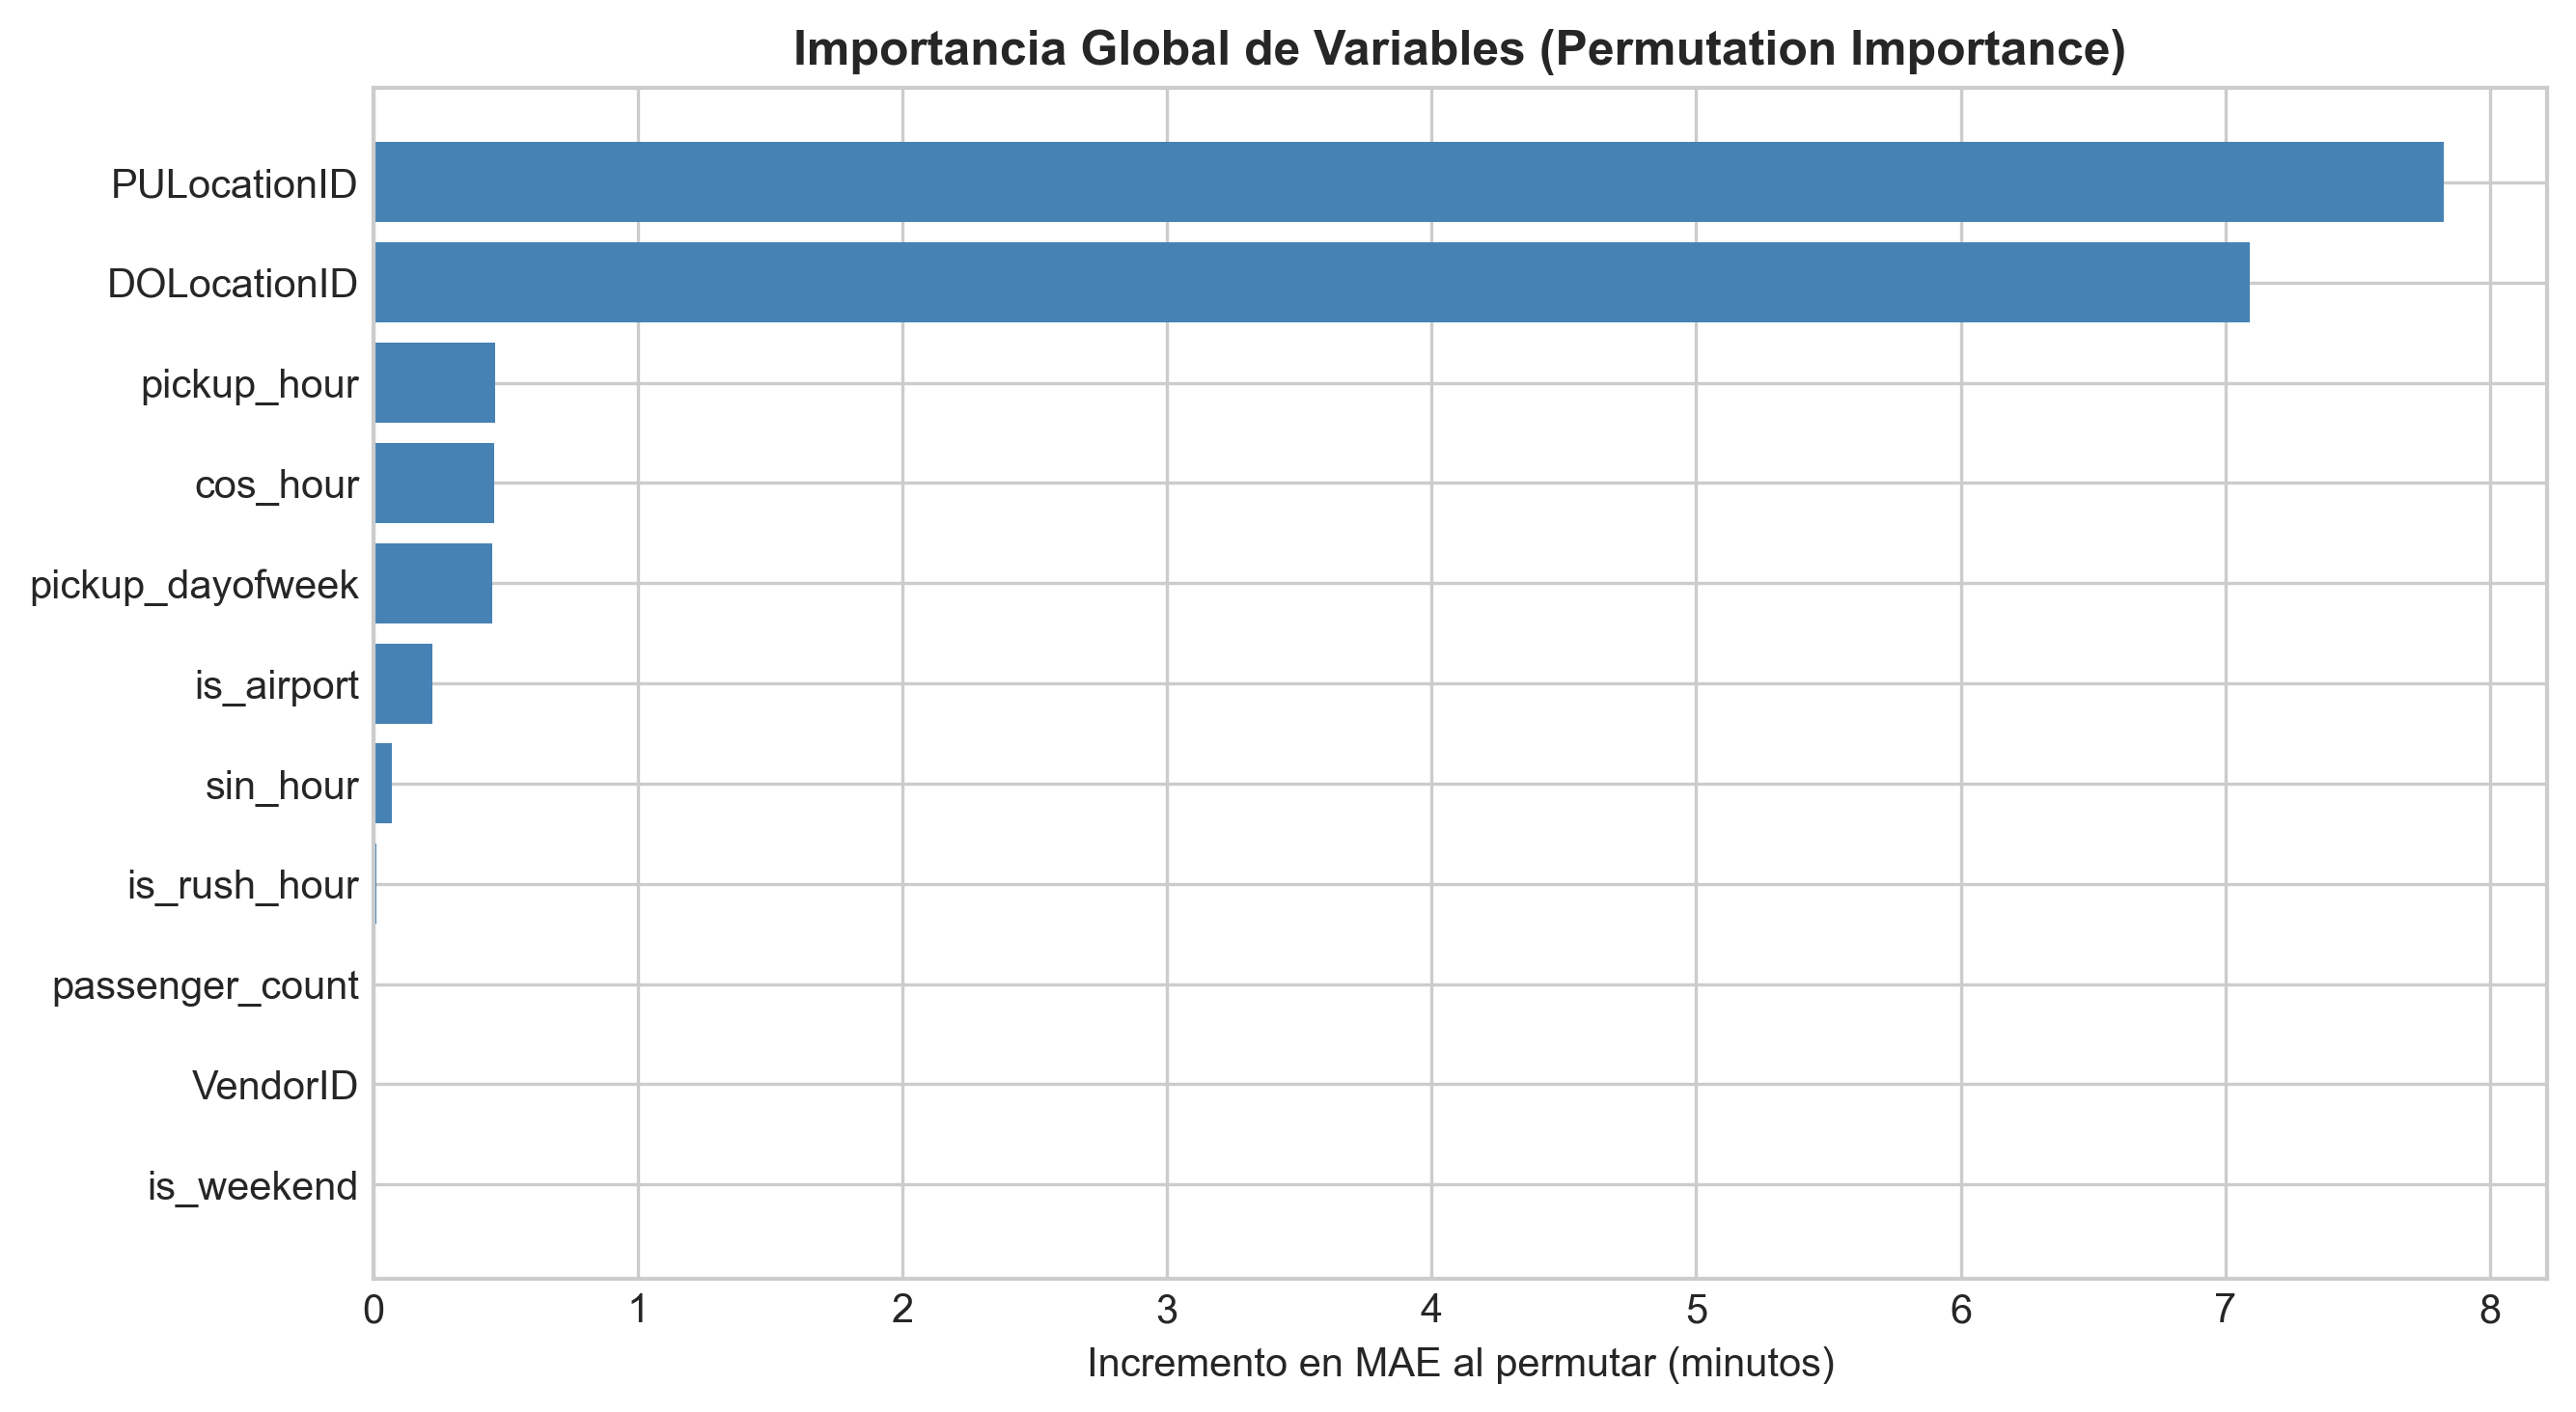 Importancia Global de Variables (Permutation Importance)
PULocationID
DOLocationID
pickup_hour
cos_hour
pickup_dayofweek
is_airport
sin_hour
is_rush_hour
passenger_count
VendorID
is_weekend
0 1 2 3 4 5 6 7 8
Incremento en MAE al permutar (minutos)